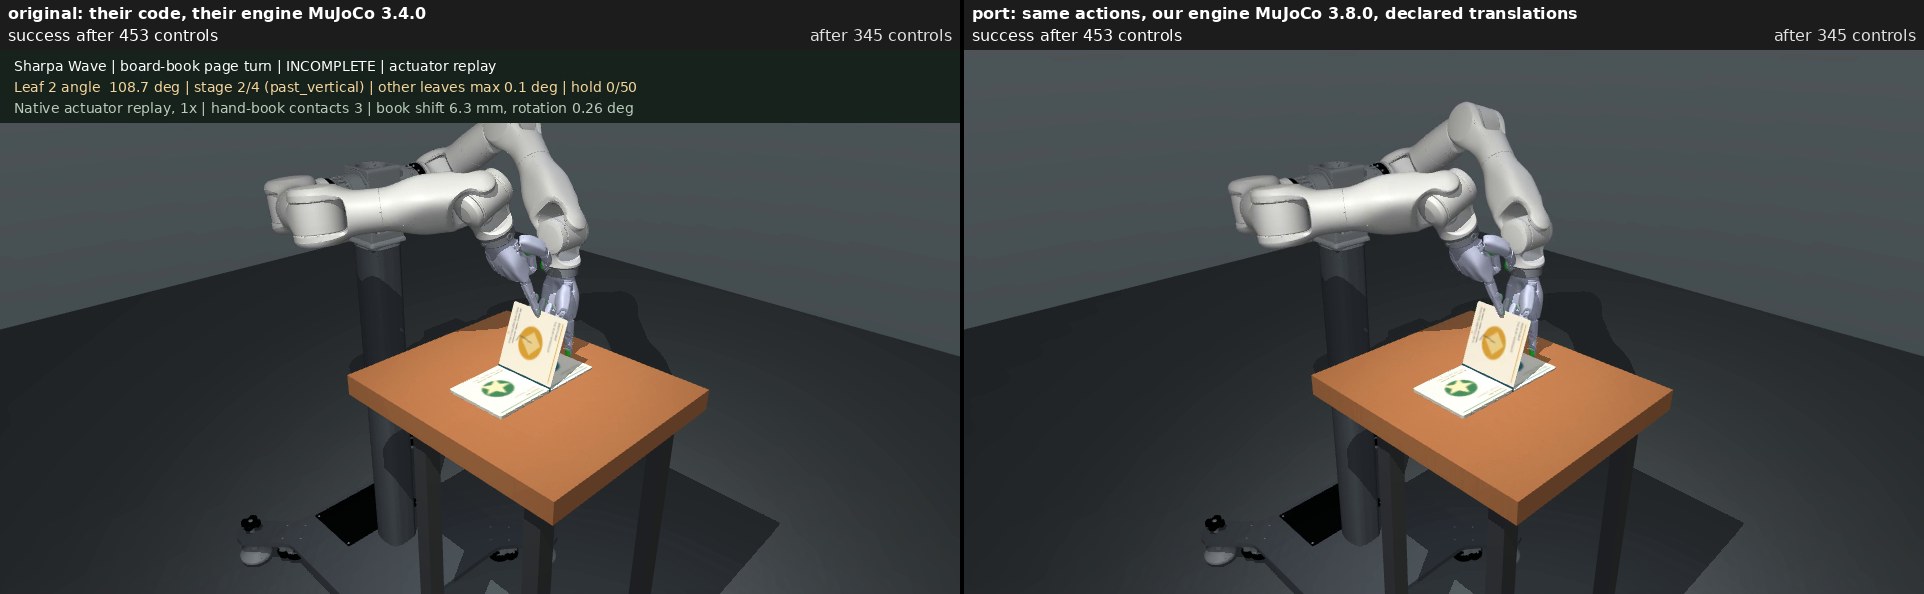 original: their code, their engine MuJoCo 3.4.0
success after 453 controls
after 345 controls
Sharpa Wave | board-book page turn | INCOMPLETE | actuator replay
Leaf 2 angle  108.7 deg | stage 2/4 (past_vertical) | other leaves max 0.1 deg | hold 0/50
Native actuator replay, 1x | hand-book contacts 3 | book shift 6.3 mm, rotation 0.26 deg
port: same actions, our engine MuJoCo 3.8.0, declared translations
success after 453 controls
after 345 controls